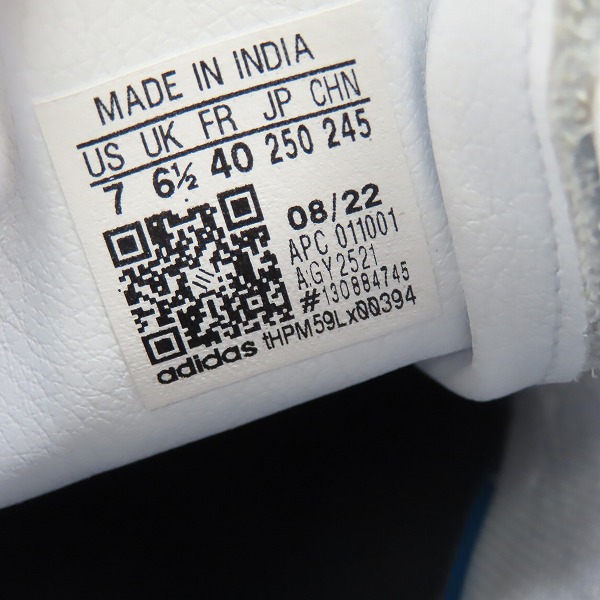 MADE IN INDIA
US UK FR JP CHN
7 6½ 40 250 245
08/22
APC 011001
A.GY2521
#130884745
adidas tHPM59Lx00394